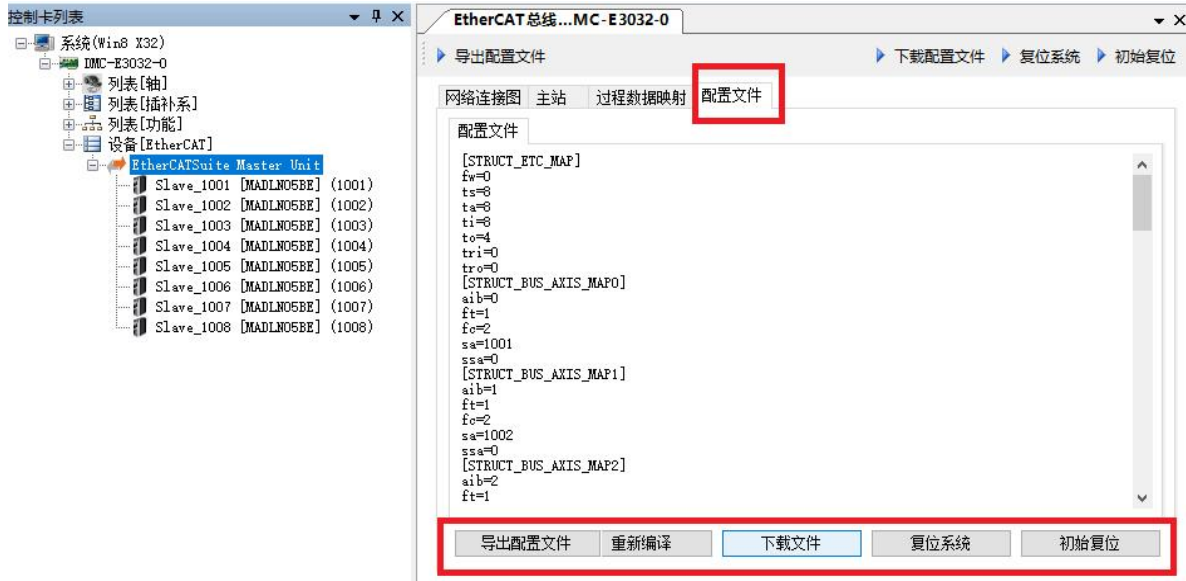 控制卡列表
系统(Win8 X32)
DMC-E3032-0
列表[轴]
列表[插补系]
列表[功能]
设备[EtherCAT]
EtherCATSuite Master Unit
Slave_1001 [MADLN05BE] (1001)
Slave_1002 [MADLN05BE] (1002)
Slave_1003 [MADLN05BE] (1003)
Slave_1004 [MADLN05BE] (1004)
Slave_1005 [MADLN05BE] (1005)
Slave_1006 [MADLN05BE] (1006)
Slave_1007 [MADLN05BE] (1007)
Slave_1008 [MADLN05BE] (1008)
EtherCAT总线...MC-E3032-0
导出配置文件 下载配置文件 复位系统 初始复位
网络连接图 主站 过程数据映射 配置文件
配置文件
[STRUCT_ETC_MAP]
fw=0
ts=8
ta=8
ti=8
to=4
tri=0
tro=0
[STRUCT_BUS_AXIS_MAP0]
aib=0
ft=1
fc=2
sa=1001
ssa=0
[STRUCT_BUS_AXIS_MAP1]
aib=1
ft=1
fc=2
sa=1002
ssa=0
[STRUCT_BUS_AXIS_MAP2]
aib=2
ft=1
导出配置文件 重新编译 下载文件 复位系统 初始复位